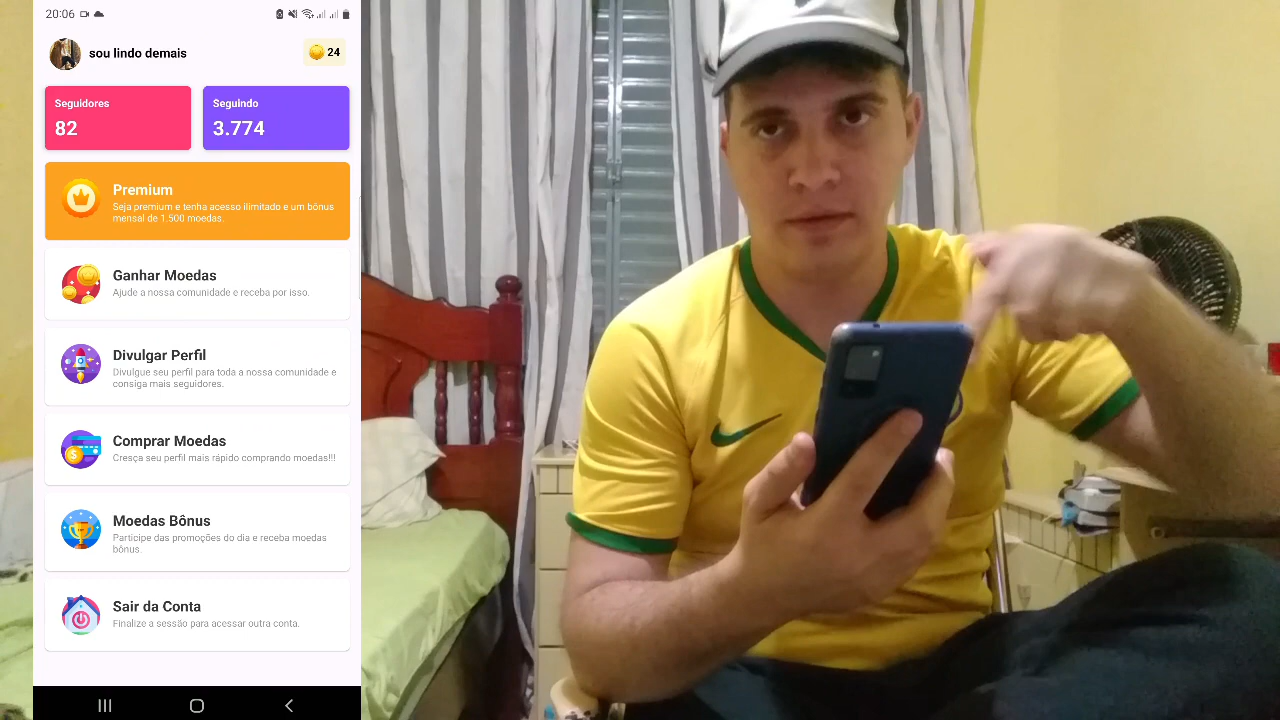 20:06
sou lindo demais
24
Seguidores
82
Seguindo
3.774
Premium
Seja premium e tenha acesso ilimitado e um bônus
mensal de 1.500 moedas.
Ganhar Moedas
Ajude a nossa comunidade e receba por isso.
Divulgar Perfil
Divulgue seu perfil para toda a nossa comunidade e
consiga mais seguidores.
Comprar Moedas
Cresça seu perfil mais rápido comprando moedas!!!
Moedas Bônus
Participe das promoções do dia e receba moedas
bônus.
Sair da Conta
Finalize a sessão para acessar outra conta.